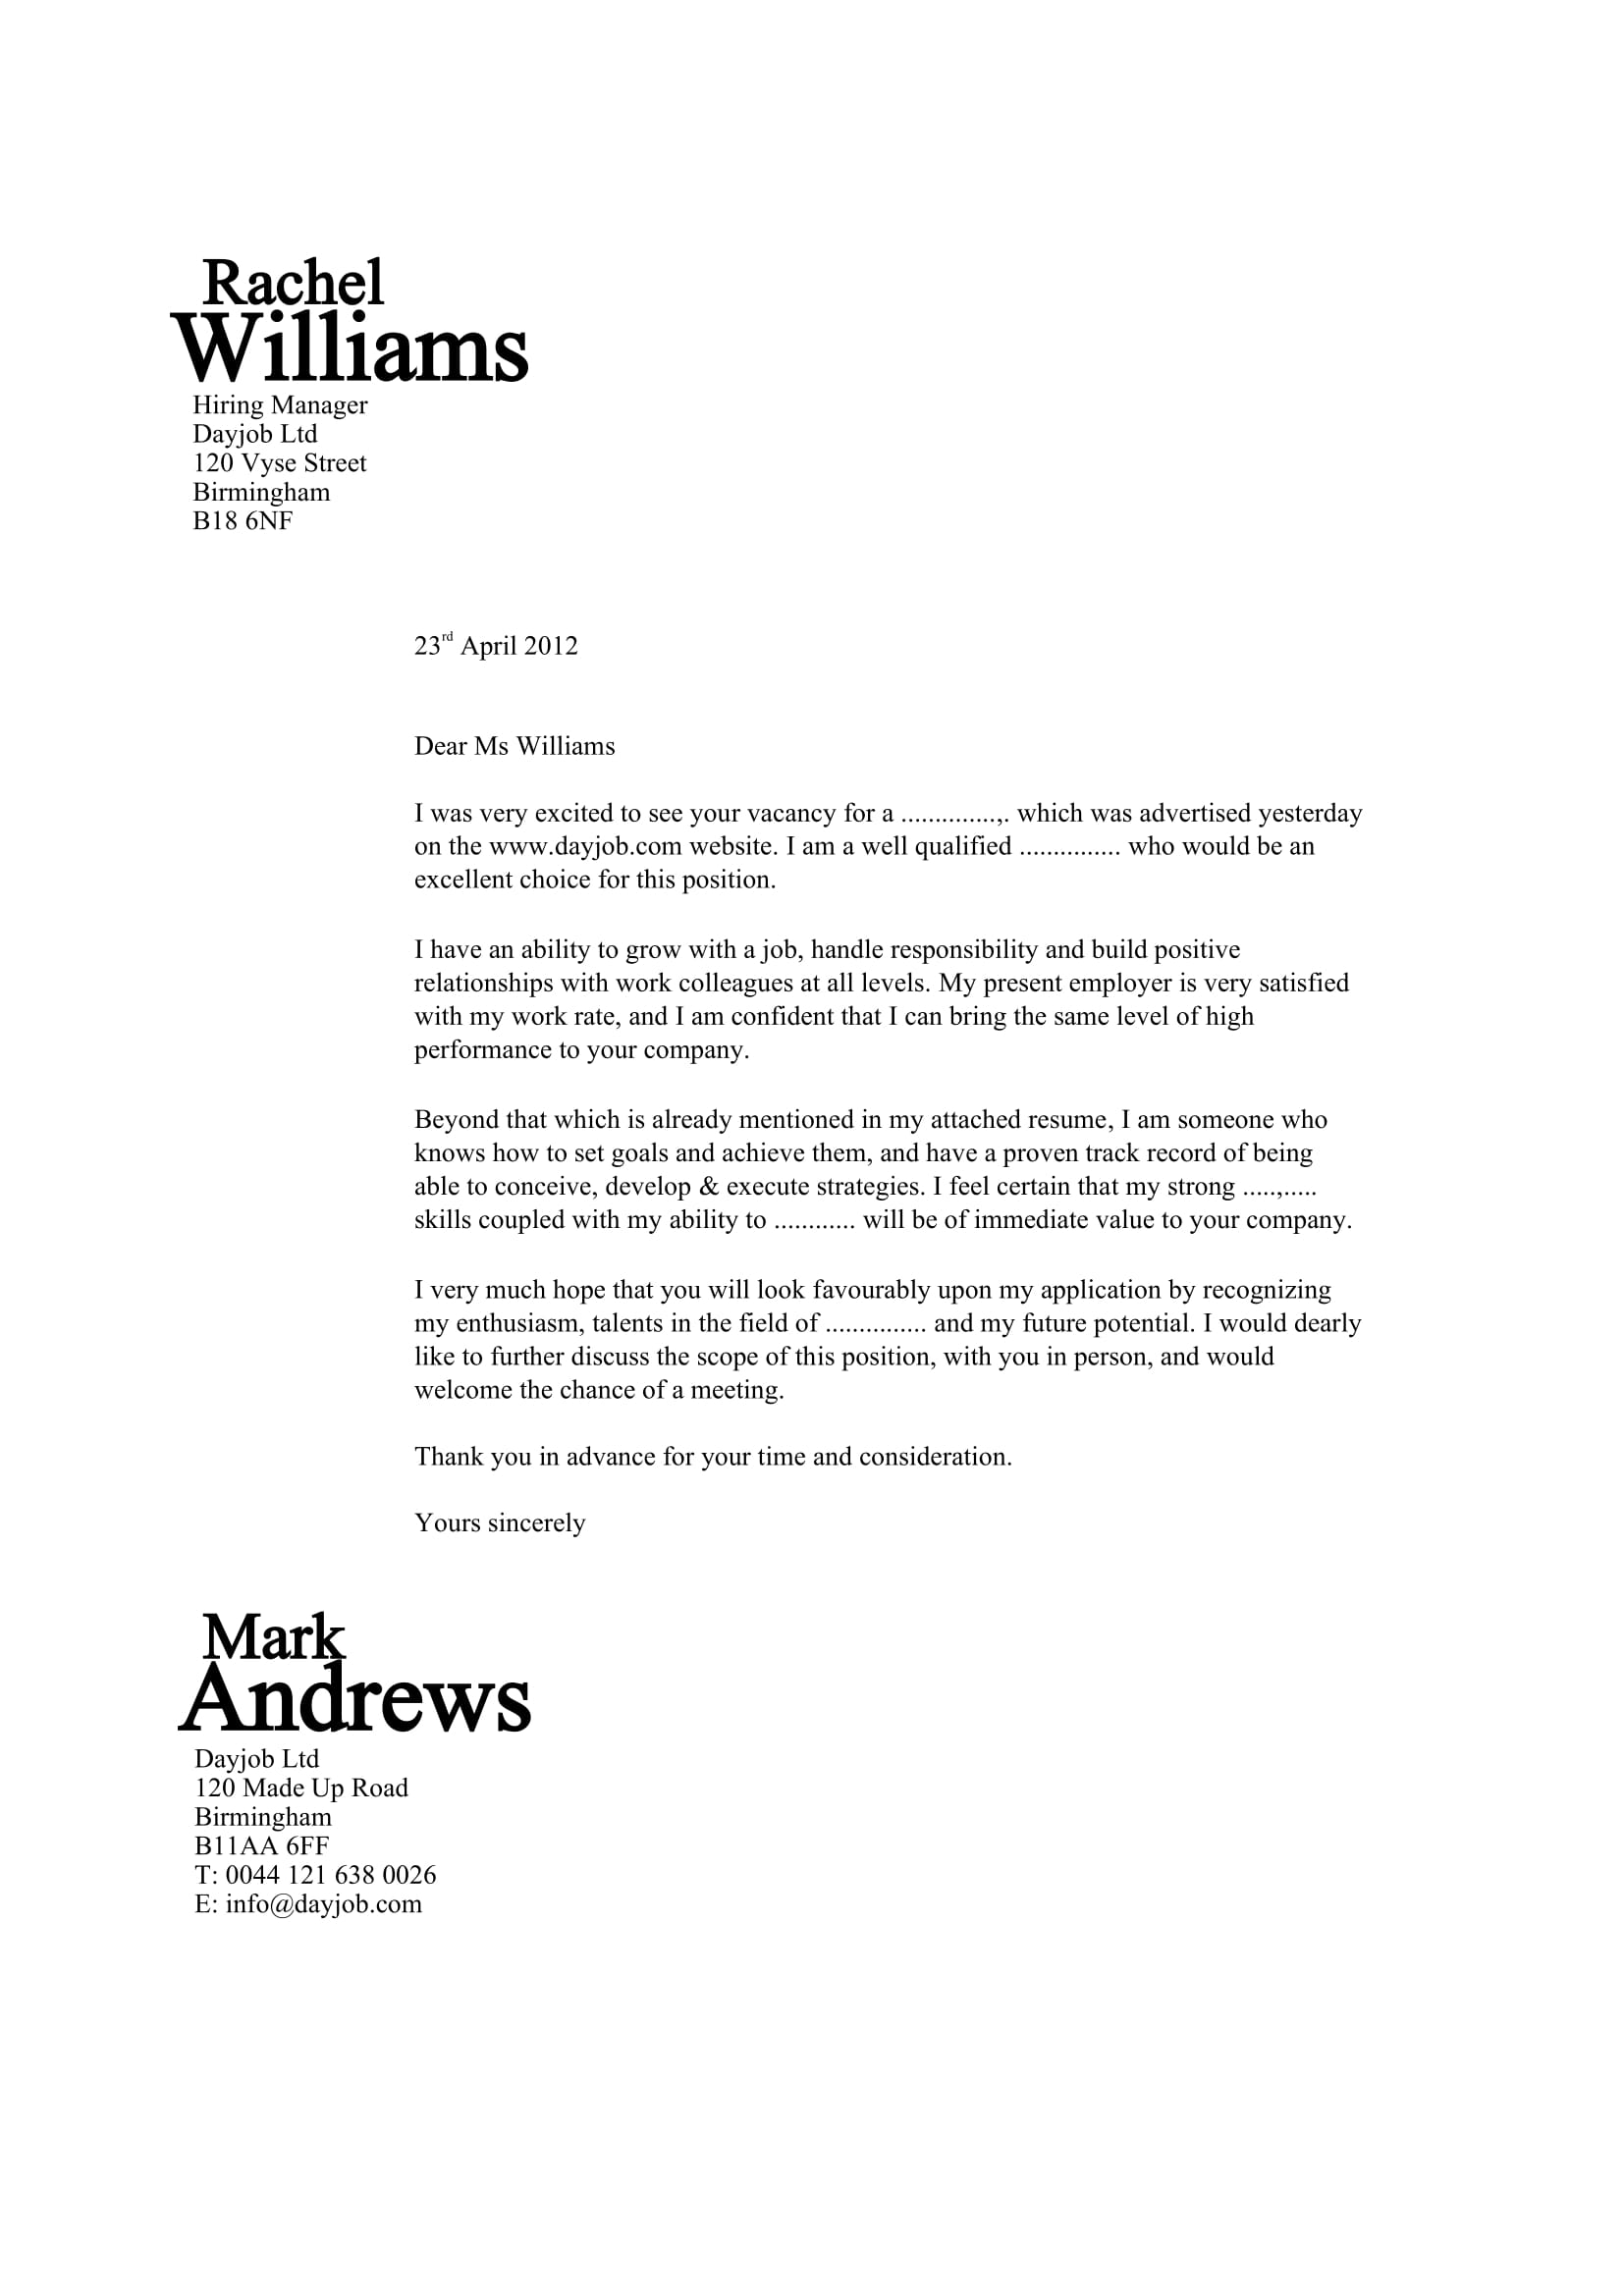 Rachel
Williams
Hiring Manager
Dayjob Ltd
120 Vyse Street
Birmingham
B18 6NF
23rd April 2012
Dear Ms Williams
I was very excited to see your vacancy for a ..............,. which was advertised yesterday
on the www.dayjob.com website. I am a well qualified ............... who would be an
excellent choice for this position.
I have an ability to grow with a job, handle responsibility and build positive
relationships with work colleagues at all levels. My present employer is very satisfied
with my work rate, and I am confident that I can bring the same level of high
performance to your company.
Beyond that which is already mentioned in my attached resume, I am someone who
knows how to set goals and achieve them, and have a proven track record of being
able to conceive, develop & execute strategies. I feel certain that my strong .....,.....
skills coupled with my ability to ............ will be of immediate value to your company.
I very much hope that you will look favourably upon my application by recognizing
my enthusiasm, talents in the field of ............... and my future potential. I would dearly
like to further discuss the scope of this position, with you in person, and would
welcome the chance of a meeting.
Thank you in advance for your time and consideration.
Yours sincerely
Mark
Andrews
Dayjob Ltd
120 Made Up Road
Birmingham
B11AA 6FF
T: 0044 121 638 0026
E: info@dayjob.com